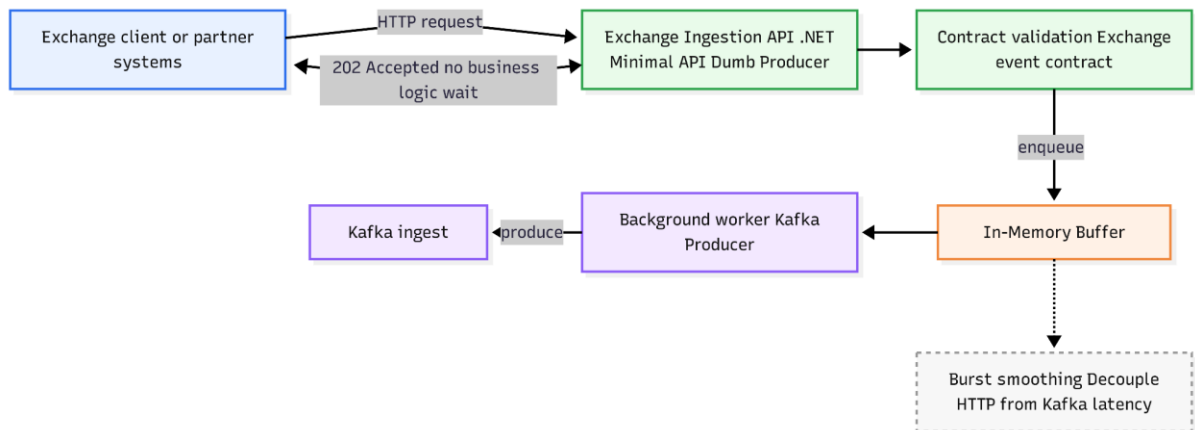 Exchange client or partner
systems
HTTP request
202 Accepted no business
logic wait
Exchange Ingestion API .NET
Minimal API Dumb Producer
Contract validation Exchange
event contract
enqueue
In-Memory Buffer
Background worker Kafka
Producer
produce
Kafka ingest
Burst smoothing Decouple
HTTP from Kafka latency